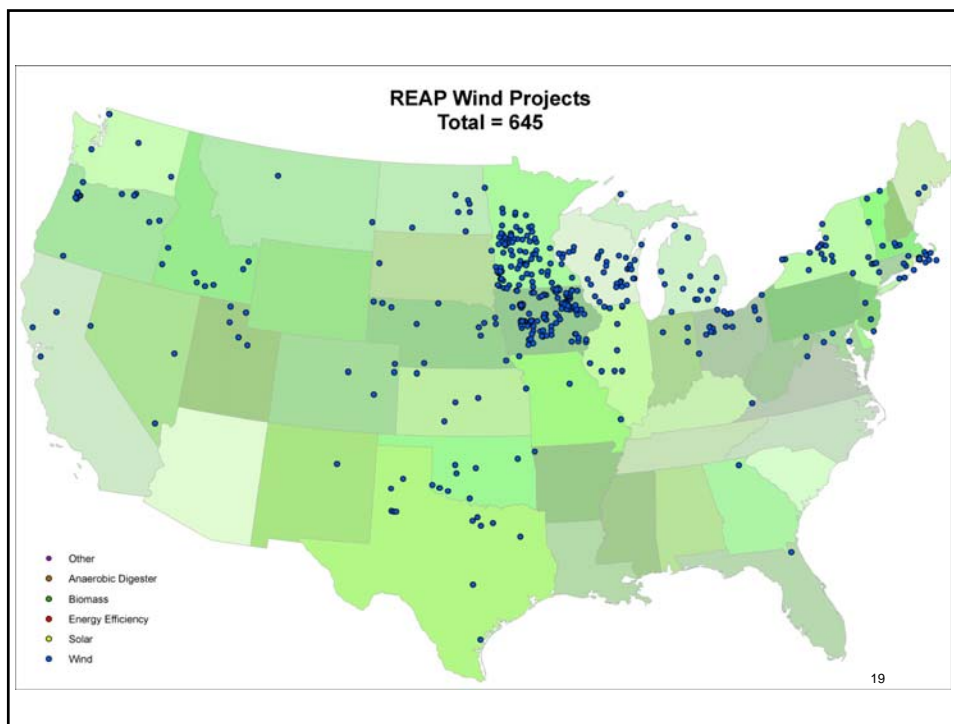 REAP Wind Projects
Total = 645
Other
Anaerobic Digester
Biomass
Energy Efficiency
Solar
Wind
19